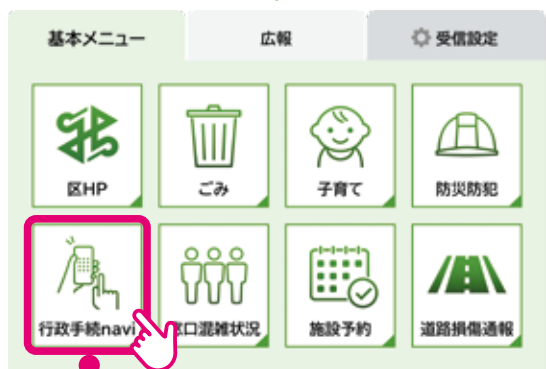 基本メニュー
広報
受信設定
区HP
ごみ
子育て
防災防犯
行政手続navi
口混雑状況
施設予約
道路損傷通報